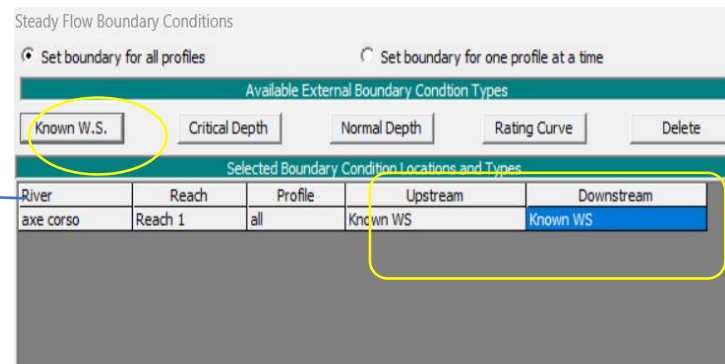 Steady Flow Boundary Conditions
Set boundary for all profiles Set boundary for one profile at a time
Available External Boundary Condtion Types
Known W.S. Critical Depth Normal Depth Rating Curve Delete
Selected Boundary Condition Locations and Types
River Reach Profile Upstream Downstream
axe corso Reach 1 all Known WS Known WS